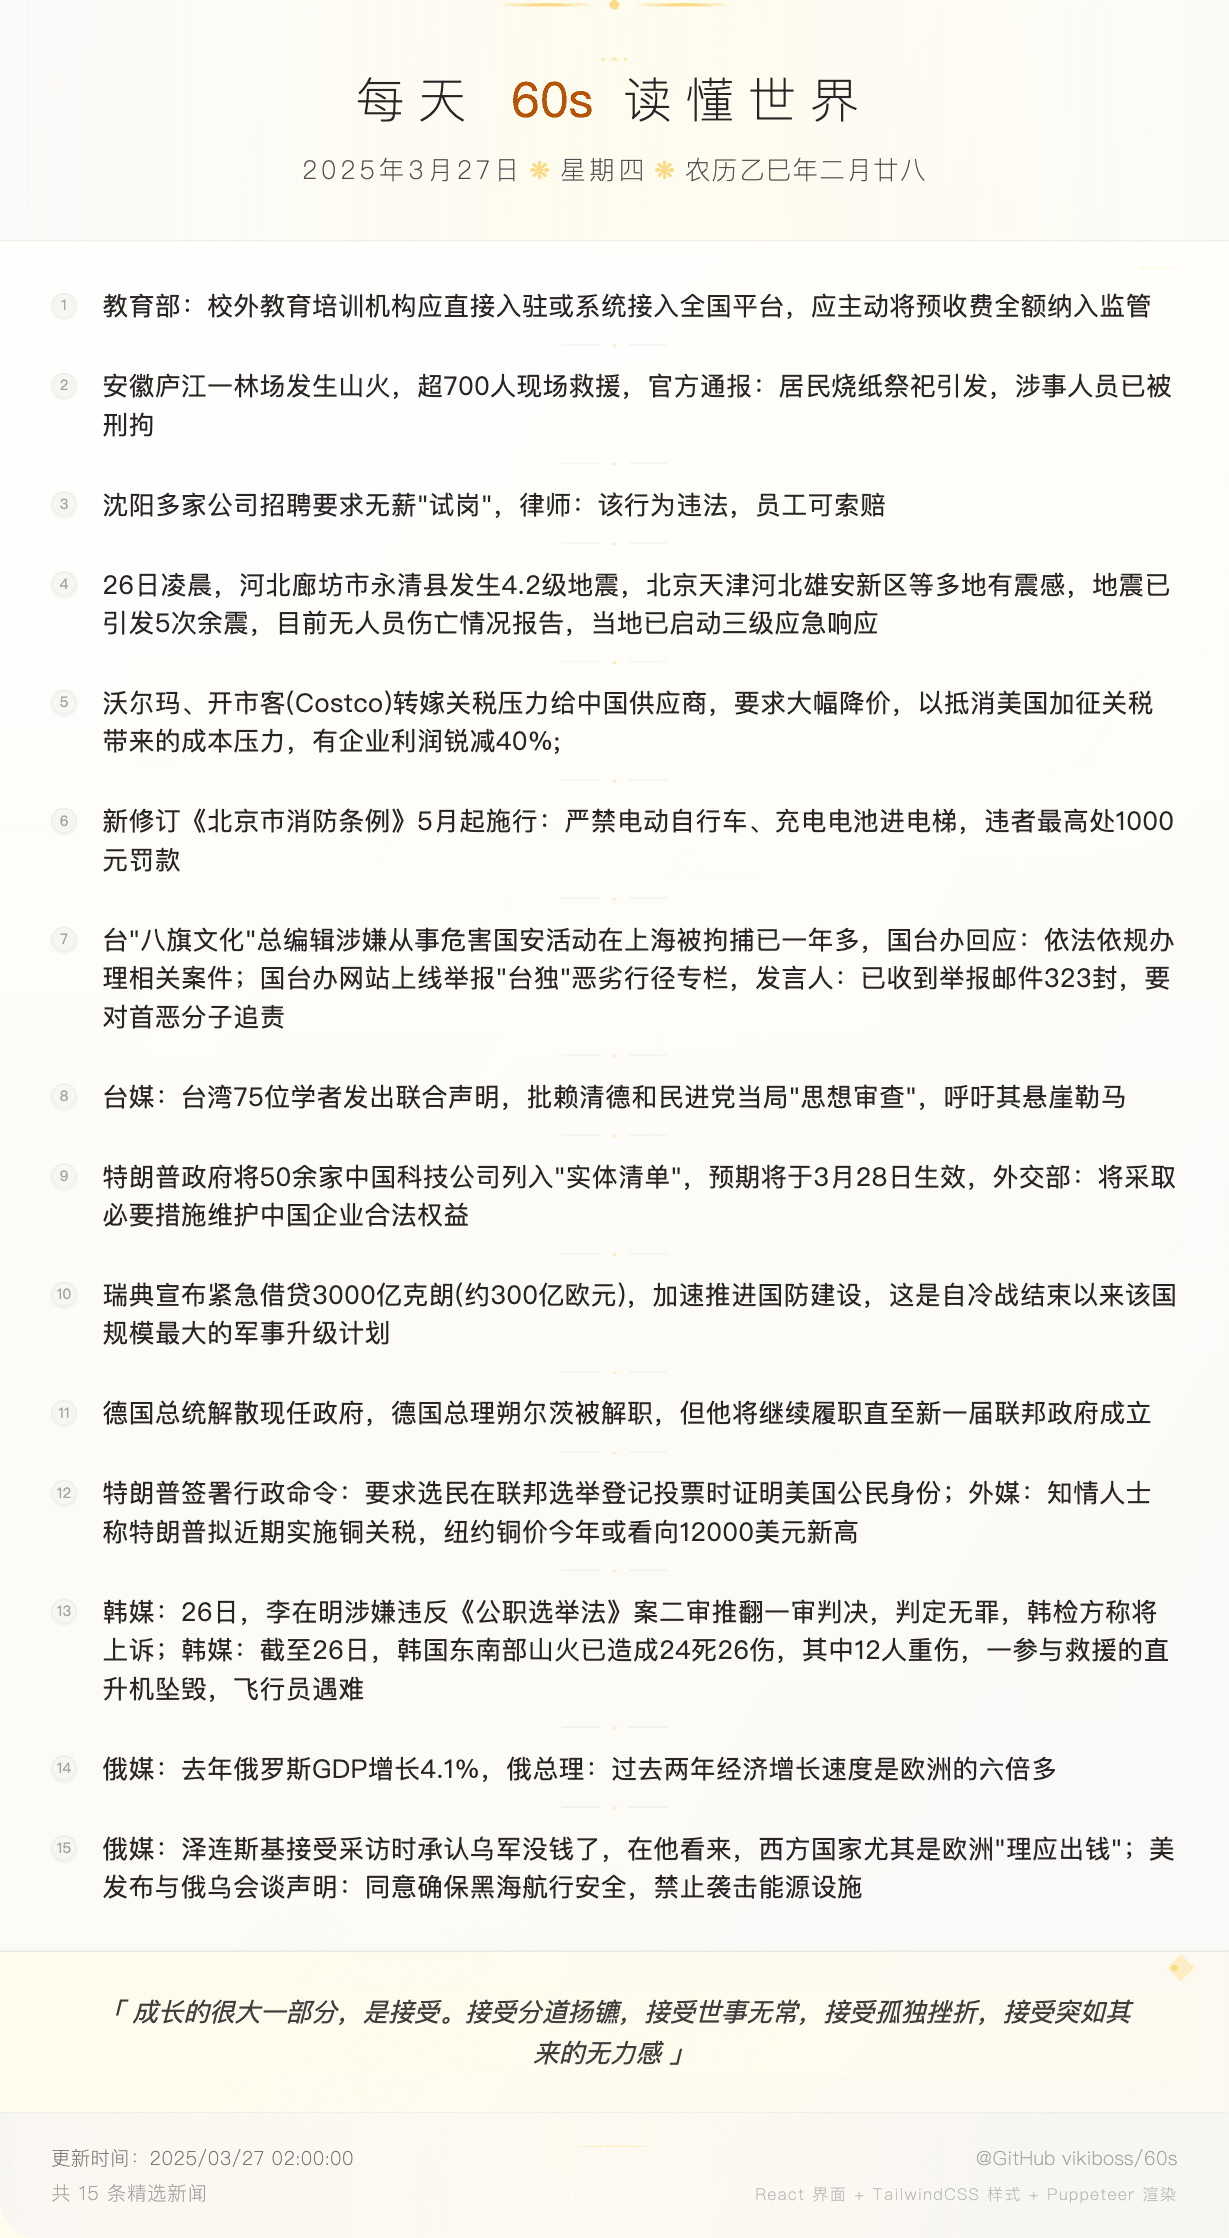 每天 60s 读懂世界
2025年3月27日 ❋ 星期四 ❋ 农历乙巳年二月廿八
1 教育部：校外教育培训机构应直接入驻或系统接入全国平台，应主动将预收费全额纳入监管
2 安徽庐江一林场发生山火，超700人现场救援，官方通报：居民烧纸祭祀引发，涉事人员已被
刑拘
3 沈阳多家公司招聘要求无薪"试岗"，律师：该行为违法，员工可索赔
4 26日凌晨，河北廊坊市永清县发生4.2级地震，北京天津河北雄安新区等多地有震感，地震已
引发5次余震，目前无人员伤亡情况报告，当地已启动三级应急响应
5 沃尔玛、开市客(Costco)转嫁关税压力给中国供应商，要求大幅降价，以抵消美国加征关税
带来的成本压力，有企业利润锐减40%;
6 新修订《北京市消防条例》5月起施行：严禁电动自行车、充电电池进电梯，违者最高处1000
元罚款
7 台"八旗文化"总编辑涉嫌从事危害国安活动在上海被拘捕已一年多，国台办回应：依法依规办
理相关案件；国台办网站上线举报"台独"恶劣行径专栏，发言人：已收到举报邮件323封，要
对首恶分子追责
8 台媒：台湾75位学者发出联合声明，批赖清德和民进党当局"思想审查"，呼吁其悬崖勒马
9 特朗普政府将50余家中国科技公司列入"实体清单"，预期将于3月28日生效，外交部：将采取
必要措施维护中国企业合法权益
10 瑞典宣布紧急借贷3000亿克朗(约300亿欧元)，加速推进国防建设，这是自冷战结束以来该国
规模最大的军事升级计划
11 德国总统解散现任政府，德国总理朔尔茨被解职，但他将继续履职直至新一届联邦政府成立
12 特朗普签署行政命令：要求选民在联邦选举登记投票时证明美国公民身份；外媒：知情人士
称特朗普拟近期实施铜关税，纽约铜价今年或看向12000美元新高
13 韩媒：26日，李在明涉嫌违反《公职选举法》案二审推翻一审判决，判定无罪，韩检方称将
上诉；韩媒：截至26日，韩国东南部山火已造成24死26伤，其中12人重伤，一参与救援的直
升机坠毁，飞行员遇难
14 俄媒：去年俄罗斯GDP增长4.1%，俄总理：过去两年经济增长速度是欧洲的六倍多
15 俄媒：泽连斯基接受采访时承认乌军没钱了，在他看来，西方国家尤其是欧洲"理应出钱"；美
发布与俄乌会谈声明：同意确保黑海航行安全，禁止袭击能源设施
「 成长的很大一部分，是接受。接受分道扬镳，接受世事无常，接受孤独挫折，接受突如其
来的无力感 」
更新时间：2025/03/27 02:00:00
@GitHub vikiboss/60s
共 15 条精选新闻
React 界面 + TailwindCSS 样式 + Puppeteer 渲染